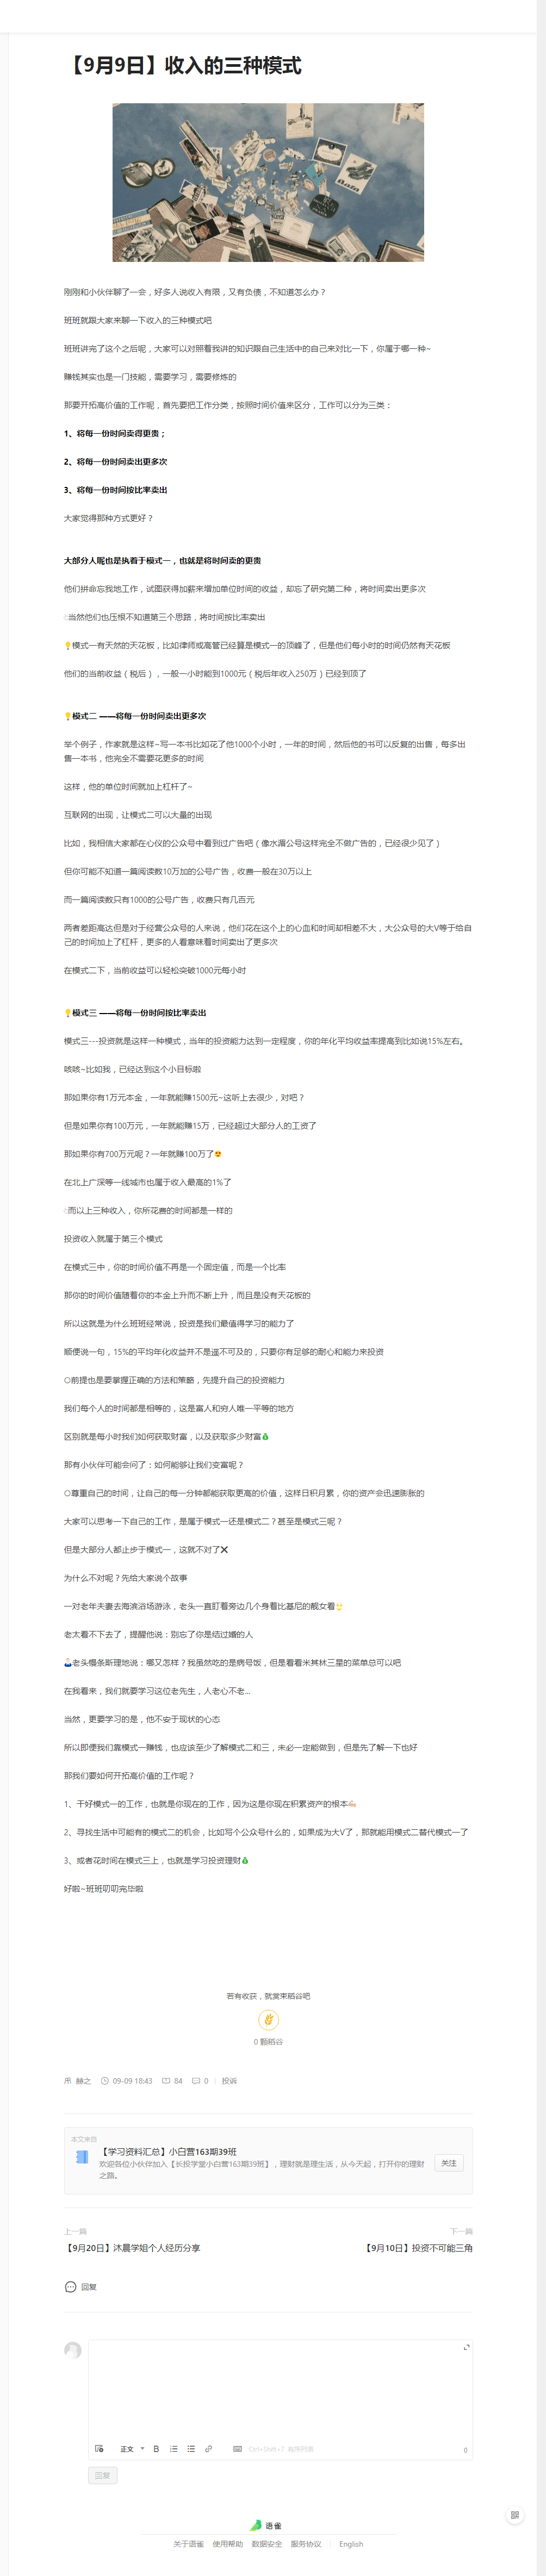 【9月9日】收入的三种模式
刚刚和小伙伴聊了一会，好多人说收入有限，又有负债，不知道怎么办？
班班就跟大家来聊一下收入的三种模式吧
班班讲完了这个之后呢，大家可以对照着我讲的知识跟自己生活中的自己来对比一下，你属于哪一种~
赚钱其实也是一门技能，需要学习，需要修炼的
那要开拓高价值的工作呢，首先要把工作分类，按照时间价值来区分，工作可以分为三类：
1、将每一份时间卖得更贵；
2、将每一份时间卖出更多次
3、将每一份时间按比率卖出
大家觉得那种方式更好？
大部分人呢也是执着于模式一，也就是将时间卖的更贵
他们拼命忘我地工作，试图获得加薪来增加单位时间的收益，却忘了研究第二种，将时间卖出更多次
当然他们也压根不知道第三个思路，将时间按比率卖出
💡模式一有天然的天花板，比如律师或高管已经算是模式一的顶峰了，但是他们每小时的时间仍然有天花板
他们的当前收益（税后），一般一小时能到1000元（税后年收入250万）已经到顶了
💡模式二 ——将每一份时间卖出更多次
举个例子，作家就是这样~写一本书比如花了他1000个小时，一年的时间，然后他的书可以反复的出售，每多出
售一本书，他完全不需要花更多的时间
这样，他的单位时间就加上杠杆了~
互联网的出现，让模式二可以大量的出现
比如，我相信大家都在心仪的公众号中看到过广告吧（像水湄公号这样完全不做广告的，已经很少见了）
但你可能不知道一篇阅读数10万加的公号广告，收费一般在30万以上
而一篇阅读数只有1000的公号广告，收费只有几百元
两者差距高达但是对于经营公众号的人来说，他们花在这个上的心血和时间却相差不大，大公众号的大V等于给自
己的时间加上了杠杆，更多的人看意味着时间卖出了更多次
在模式二下，当前收益可以轻松突破1000元每小时
💡模式三 ——将每一份时间按比率卖出
模式三---投资就是这样一种模式，当年的投资能力达到一定程度，你的年化平均收益率提高到比如说15%左右。
咳咳~比如我，已经达到这个小目标啦
那如果你有1万元本金，一年就能赚1500元~这听上去很少，对吧？
但是如果你有100万元，一年就能赚15万，已经超过大部分人的工资了
那如果你有700万元呢？一年就赚100万了
在北上广深等一线城市也属于收入最高的1%了
而以上三种收入，你所花费的时间都是一样的
投资收入就属于第三个模式
在模式三中，你的时间价值不再是一个固定值，而是一个比率
那你的时间价值随着你的本金上升而不断上升，而且是没有天花板的
所以这就是为什么班班经常说，投资是我们最值得学习的能力了
顺便说一句，15%的平均年化收益并不是遥不可及的，只要你有足够的耐心和能力来投资
○前提也是要掌握正确的方法和策略，先提升自己的投资能力
我们每个人的时间都是相等的，这是富人和穷人唯一平等的地方
区别就是每小时我们如何获取财富，以及获取多少财富💰
那有小伙伴可能会问了：如何能够让我们变富呢？
○尊重自己的时间，让自己的每一分钟都能获取更高的价值，这样日积月累，你的资产会迅速膨胀的
大家可以思考一下自己的工作，是属于模式一还是模式二？甚至是模式三呢？
但是大部分人都止步于模式一，这就不对了❌
为什么不对呢？先给大家说个故事
一对老年夫妻去海滨浴场游泳，老头一直盯着旁边几个身着比基尼的靓女看
老太看不下去了，提醒他说：别忘了你是结过婚的人
老头慢条斯理地说：哪又怎样？我虽然吃的是病号饭，但是看看米其林三星的菜单总可以吧
在我看来，我们就要学习这位老先生，人老心不老...
当然，更要学习的是，他不安于现状的心态
所以即便我们靠模式一赚钱，也应该至少了解模式二和三，未必一定能做到，但是先了解一下也好
那我们要如何开拓高价值的工作呢？
1、干好模式一的工作，也就是你现在的工作，因为这是你现在积累资产的根本
2、寻找生活中可能有的模式二的机会，比如写个公众号什么的，如果成为大V了，那就能用模式二替代模式一了
3、或者花时间在模式三上，也就是学习投资理财💰
好啦~班班叨叨完毕啦
若有收获，就赏束稻谷吧
0 颗稻谷
赫之 09-09 18:43 84 0 投诉
本文来自
【学习资料汇总】小白营163期39班
欢迎各位小伙伴加入【长投学堂小白营163期39班】，理财就是理生活，从今天起，打开你的理财
之路。
关注
上一篇 下一篇
【9月20日】沐晨学姐个人经历分享 【9月10日】投资不可能三角
回复
正文 Ctrl+Shift+7 有序列表 0
回复
语雀
关于语雀 使用帮助 数据安全 服务协议 English